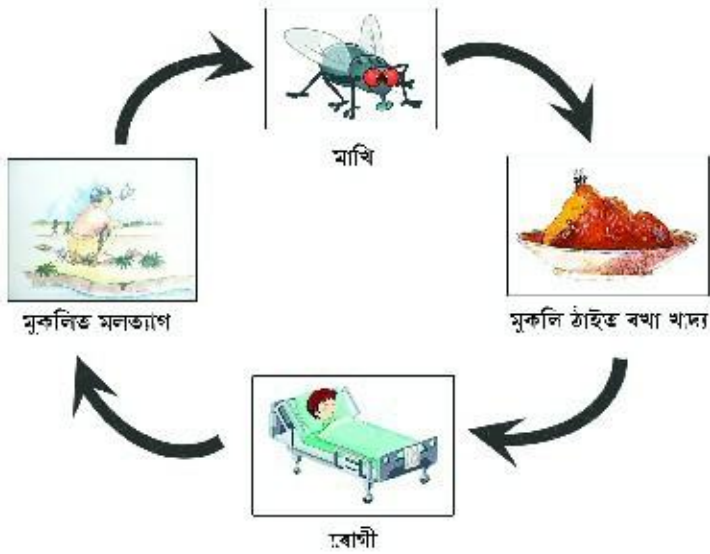 মাখি
মুকলি ঠাইত ৰখা খাদ্য
ৰোগী
মুকলিত মলত্যাগ